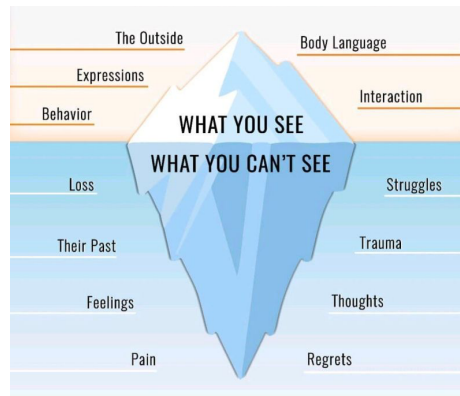 The Outside
Body Language
Expressions
Interaction
Behavior
WHAT YOU SEE
WHAT YOU CAN'T SEE
Loss
Struggles
Their Past
Trauma
Feelings
Thoughts
Pain
Regrets